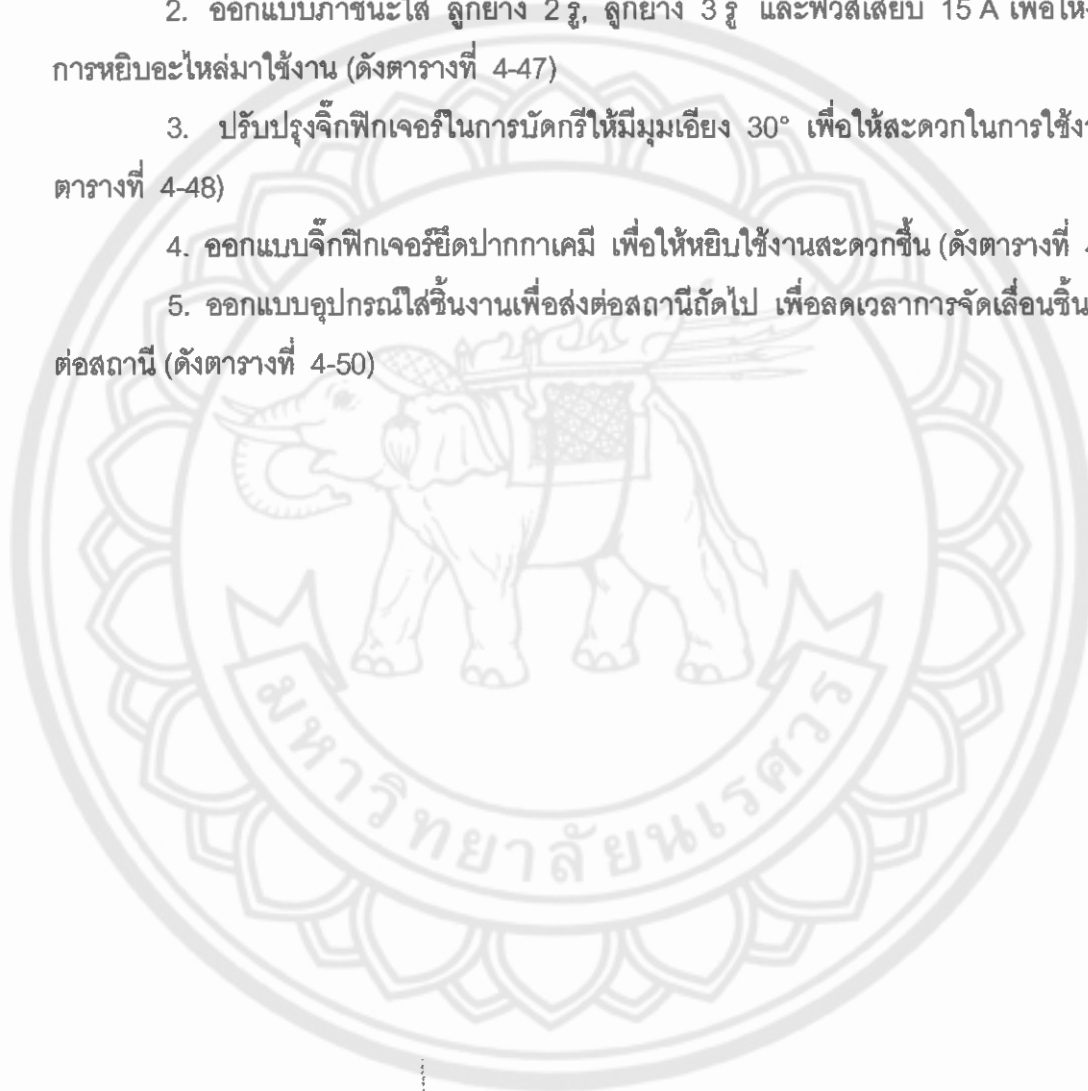 2. ออกแบบภาชนะใส่ ลูกยาง 2 รู, ลูกยาง 3 รู และฟิวส์เสียบ 15 A เพื่อให้
การหยิบอะไหล่มาใช้งาน (ดังตารางที่ 4-47)
3. ปรับปรุงจิ๊กฟิกเจอร์ในการบัดกรีให้มีมุมเอียง 30° เพื่อให้สะดวกในการใช้
ตารางที่ 4-48)
4. ออกแบบจิ๊กฟิกเจอร์ยึดปากกาเคมี เพื่อให้หยิบใช้งานสะดวกขึ้น (ดังตารางที่
5. ออกแบบอุปกรณ์ใส่ชิ้นงานเพื่อส่งต่อสถานีถัดไป เพื่อลดเวลาการจัดเลื่อนชิ้น
ต่อสถานี (ดังตารางที่ 4-50)
มหาวิทยาลัยนเรศวร